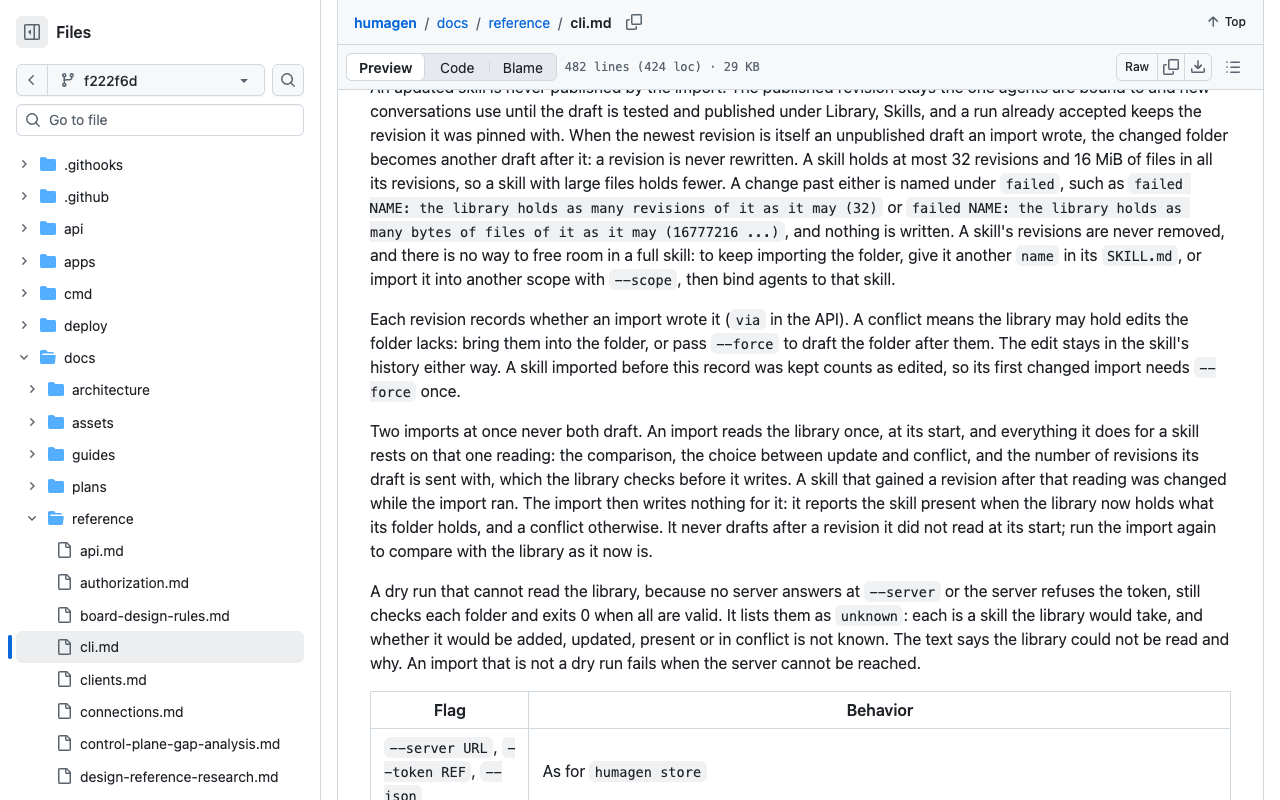 Files
f222f6d
Go to file
.githooks
.github
api
apps
cmd
deploy
docs
architecture
assets
guides
plans
reference
api.md
authorization.md
board-design-rules.md
cli.md
clients.md
connections.md
control-plane-gap-analysis.md
design-reference-research.md
humagen / docs / reference / cli.md
Top
Preview Code Blame 482 lines (424 loc) · 29 KB
Raw
An updated skill is never published by the import. The published revision stays the one agents are bound to and new
conversations use until the draft is tested and published under Library, Skills, and a run already accepted keeps the
revision it was pinned with. When the newest revision is itself an unpublished draft an import wrote, the changed folder
becomes another draft after it: a revision is never rewritten. A skill holds at most 32 revisions and 16 MiB of files in all
its revisions, so a skill with large files holds fewer. A change past either is named under failed , such as failed
NAME: the library holds as many revisions of it as it may (32) or failed NAME: the library holds as
many bytes of files of it as it may (16777216 ...) , and nothing is written. A skill's revisions are never removed,
and there is no way to free room in a full skill: to keep importing the folder, give it another name in its SKILL.md , or
import it into another scope with --scope , then bind agents to that skill.
Each revision records whether an import wrote it ( via in the API). A conflict means the library may hold edits the
folder lacks: bring them into the folder, or pass --force to draft the folder after them. The edit stays in the skill's
history either way. A skill imported before this record was kept counts as edited, so its first changed import needs --
force once.
Two imports at once never both draft. An import reads the library once, at its start, and everything it does for a skill
rests on that one reading: the comparison, the choice between update and conflict, and the number of revisions its
draft is sent with, which the library checks before it writes. A skill that gained a revision after that reading was changed
while the import ran. The import then writes nothing for it: it reports the skill present when the library now holds what
its folder holds, and a conflict otherwise. It never drafts after a revision it did not read at its start; run the import again
to compare with the library as it now is.
A dry run that cannot read the library, because no server answers at --server or the server refuses the token, still
checks each folder and exits 0 when all are valid. It lists them as unknown : each is a skill the library would take, and
whether it would be added, updated, present or in conflict is not known. The text says the library could not be read and
why. An import that is not a dry run fails when the server cannot be reached.
Flag Behavior
--server URL , -
-token REF , --
json
As for humagen store